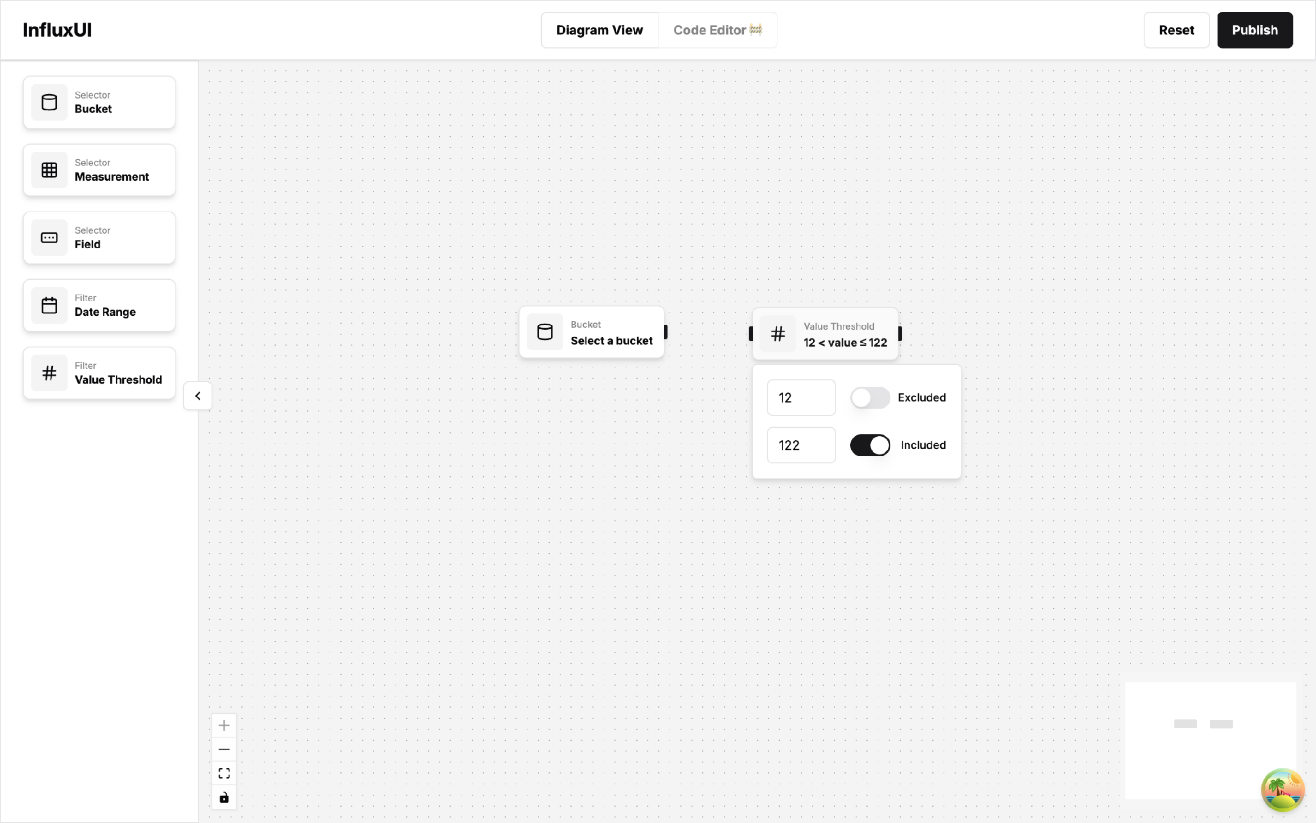 InfluxUI
Diagram View
Code Editor 🚧
Reset
Publish
Selector
Bucket
Selector
Measurement
Selector
Field
Filter
Date Range
Filter
Value Threshold
Bucket
Select a bucket
Value Threshold
12 < value ≤ 122
12
Excluded
122
Included